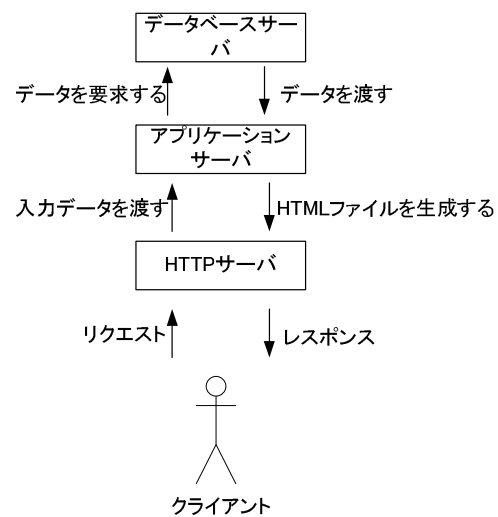 データベースサー
バ
データを要求する
データを渡す
アプリケーション
サーバ
入力データを渡す
HTMLファイルを生成する
HTTPサーバ
リクエスト
レスポンス
クライアント